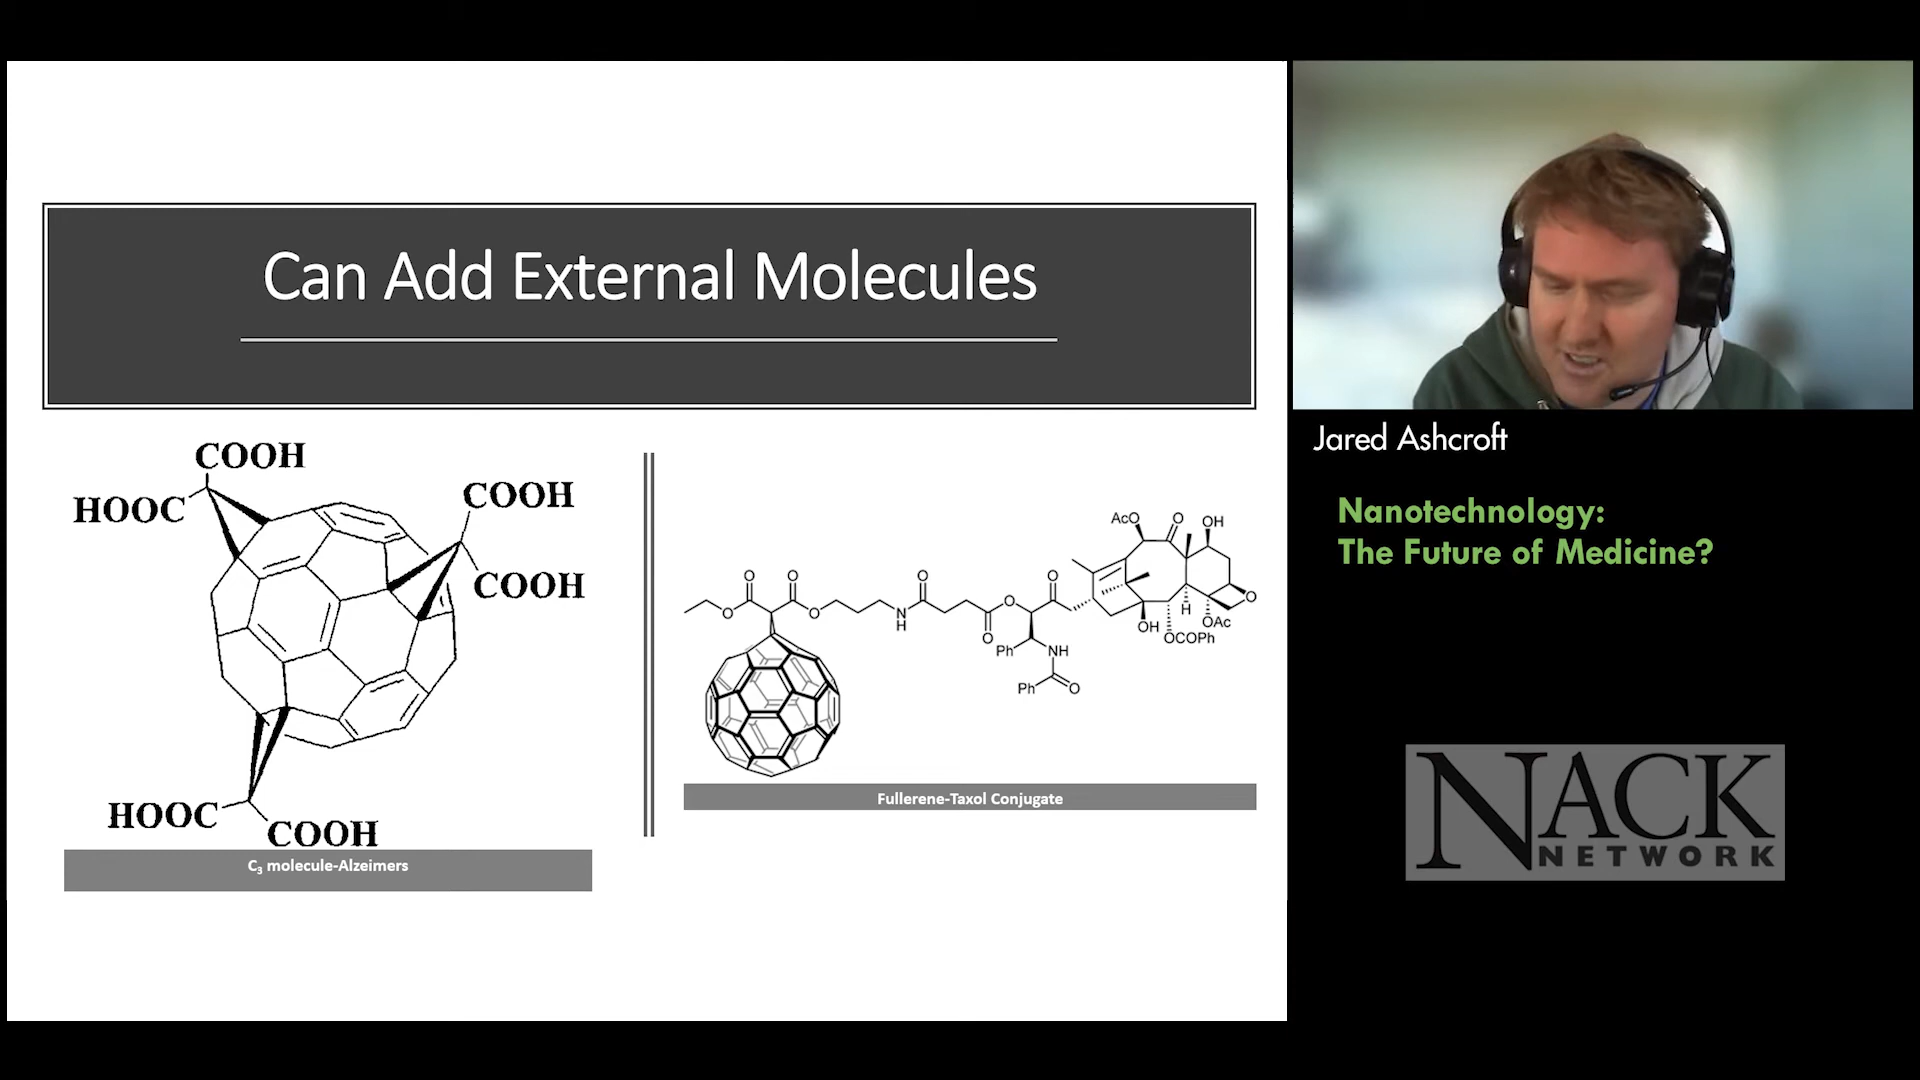 Can Add External Molecules
COOH
HOOC
COOH
COOH
HOOC
COOH
C₃ molecule-Alzeimers
AcO
O
OH
O
O
O
O
O
O
O
N
H
O
O
OH
H
OAc
OCOPh
Ph
NH
Ph
O
Fullerene-Taxol Conjugate
Jared Ashcroft
Nanotechnology:
The Future of Medicine?
NACK
NETWORK